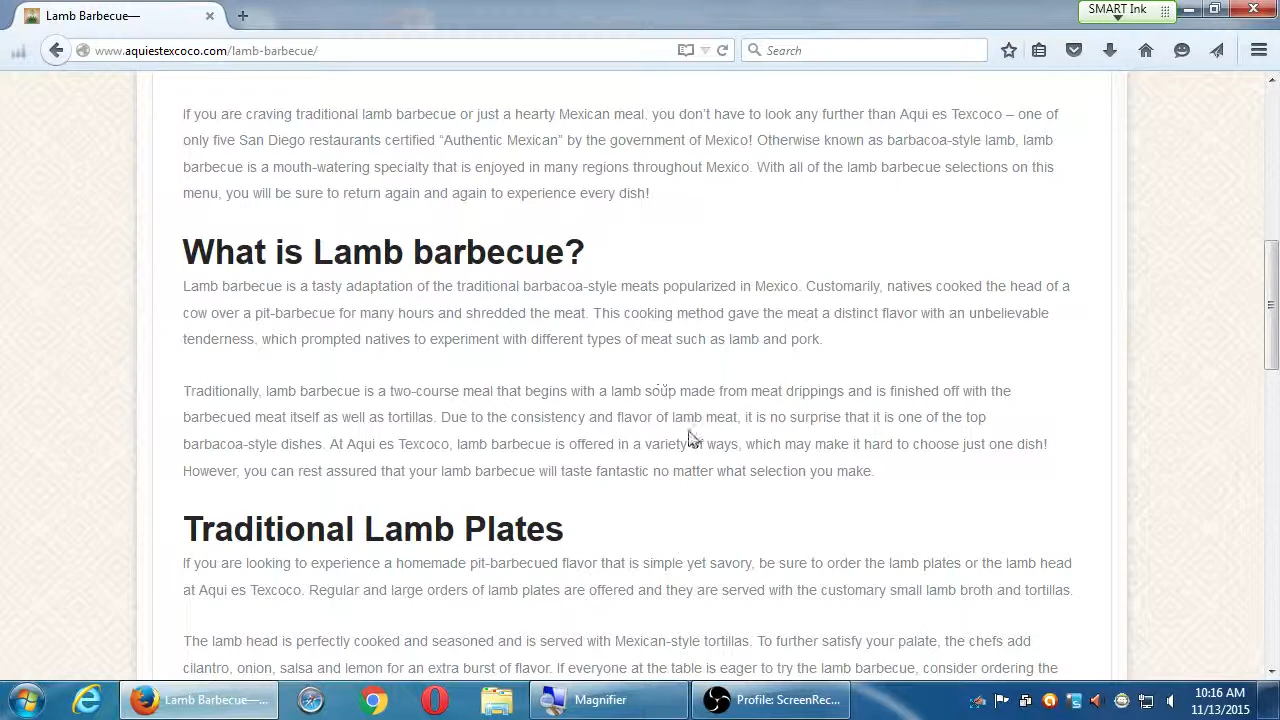 Lamb Barbecue—
SMART Ink
www.aquiestexcoco.com/lamb-barbecue/
Search
If you are craving traditional lamb barbecue or just a hearty Mexican meal, you don't have to look any further than Aqui es Texcoco – one of
only five San Diego restaurants certified “Authentic Mexican” by the government of Mexico! Otherwise known as barbacoa-style lamb, lamb
barbecue is a mouth-watering specialty that is enjoyed in many regions throughout Mexico. With all of the lamb barbecue selections on this
menu, you will be sure to return again and again to experience every dish!
What is Lamb barbecue?
Lamb barbecue is a tasty adaptation of the traditional barbacoa-style meats popularized in Mexico. Customarily, natives cooked the head of a
cow over a pit-barbecue for many hours and shredded the meat. This cooking method gave the meat a distinct flavor with an unbelievable
tenderness, which prompted natives to experiment with different types of meat such as lamb and pork.
Traditionally, lamb barbecue is a two-course meal that begins with a lamb soup made from meat drippings and is finished off with the
barbecued meat itself as well as tortillas. Due to the consistency and flavor of lamb meat, it is no surprise that it is one of the top
barbacoa-style dishes. At Aqui es Texcoco, lamb barbecue is offered in a variety of ways, which may make it hard to choose just one dish!
However, you can rest assured that your lamb barbecue will taste fantastic no matter what selection you make.
Traditional Lamb Plates
If you are looking to experience a homemade pit-barbecued flavor that is simple yet savory, be sure to order the lamb plates or the lamb head
at Aqui es Texcoco. Regular and large orders of lamb plates are offered and they are served with the customary small lamb broth and tortillas.
The lamb head is perfectly cooked and seasoned and is served with Mexican-style tortillas. To further satisfy your palate, the chefs add
cilantro, onion, salsa and lemon for an extra burst of flavor. If everyone at the table is eager to try the lamb barbecue, consider ordering the
Lamb Barbecue—...
Magnifier
Profile: ScreenRec...
10:16 AM
11/13/2015